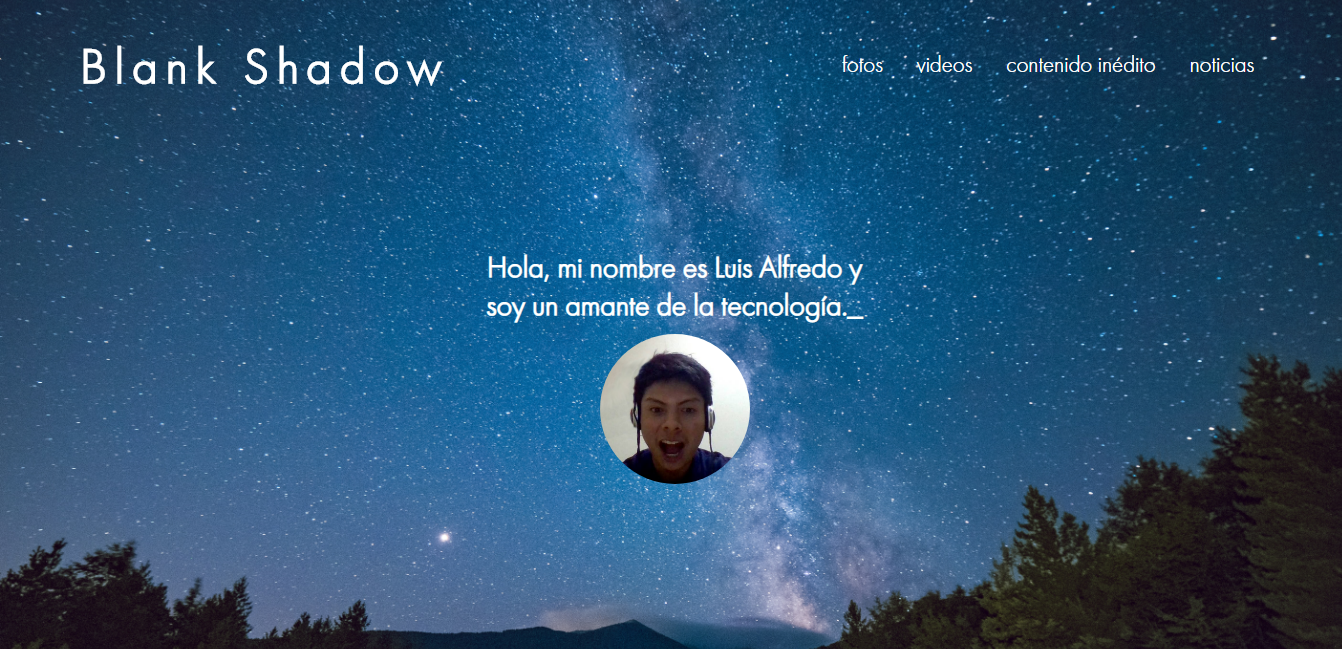 Blank Shadow
fotos videos contenido inédito noticias
Hola, mi nombre es Luis Alfredo y
soy un amante de la tecnología._